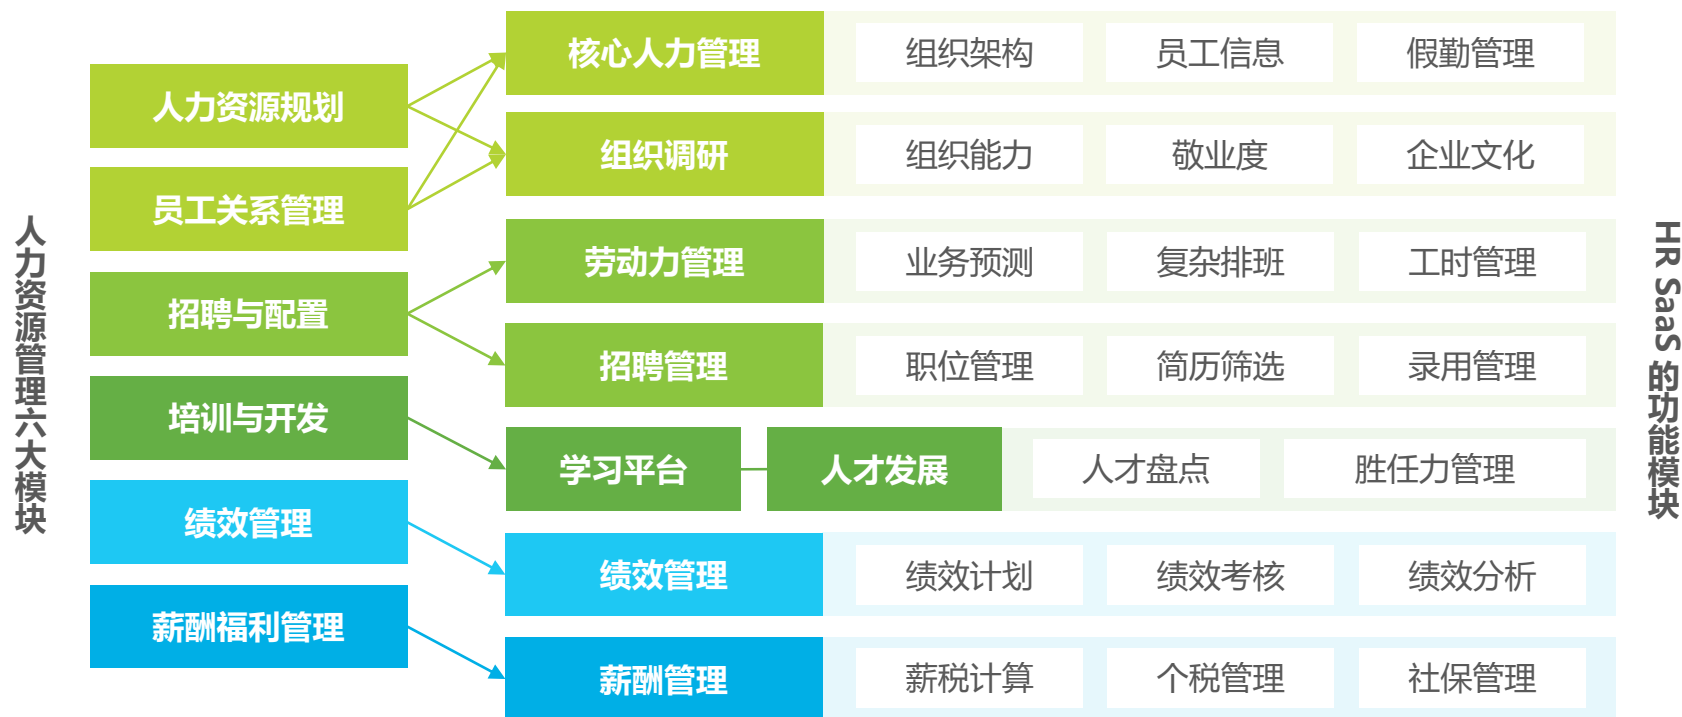 人力资源管理六大模块
人力资源规划
员工关系管理
招聘与配置
培训与开发
绩效管理
薪酬福利管理
核心人力管理 组织架构 员工信息 假勤管理
组织调研 组织能力 敬业度 企业文化
劳动力管理 业务预测 复杂排班 工时管理
招聘管理 职位管理 简历筛选 录用管理
学习平台 人才发展 人才盘点 胜任力管理
绩效管理 绩效计划 绩效考核 绩效分析
薪酬管理 薪税计算 个税管理 社保管理
HR SaaS 的功能模块